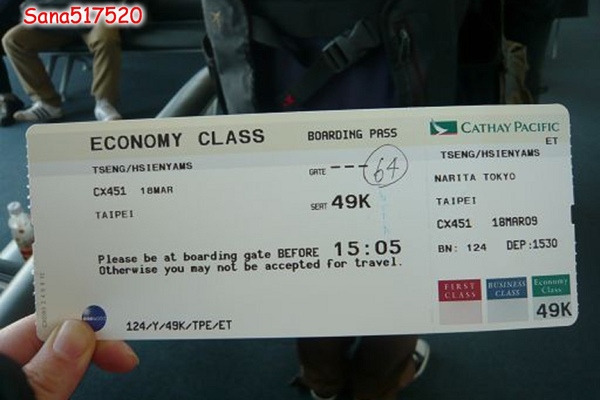 Sana517520
ECONOMY CLASS
BOARDING PASS
TSENG/HSIENYAMS
GATE --- 64
CX451 18MAR
SEAT 49K
TAIPEI
Please be at boarding gate BEFORE 15:05
Otherwise you may not be accepted for travel.
124/Y/49K/TPE/ET
CATHAY PACIFIC
ET
TSENG/HSIENYAMS
NARITA TOKYO
TAIPEI
CX451 18MAR09
BN: 124 DEP:1530
FIRST CLASS
BUSINESS CLASS
Economy Class
49K